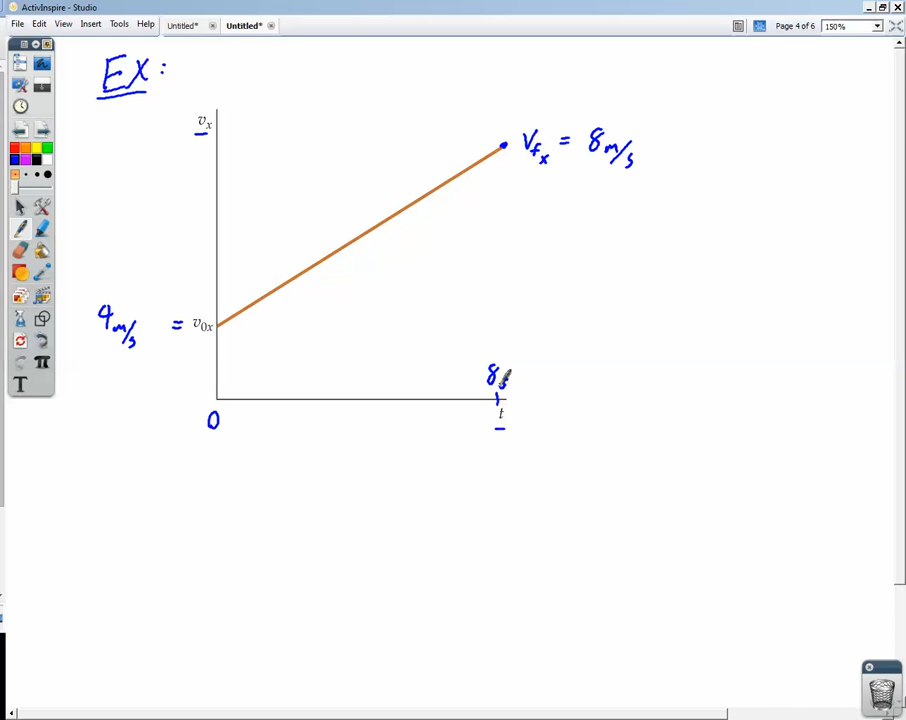 ActivInspire - Studio
File Edit View Insert Tools Help
Untitled* Untitled*
Page 4 of 6
150%
EX:
vₓ
v_fₓ = 8 m/s
4 m/s = v₀ₓ
8 s
0
t